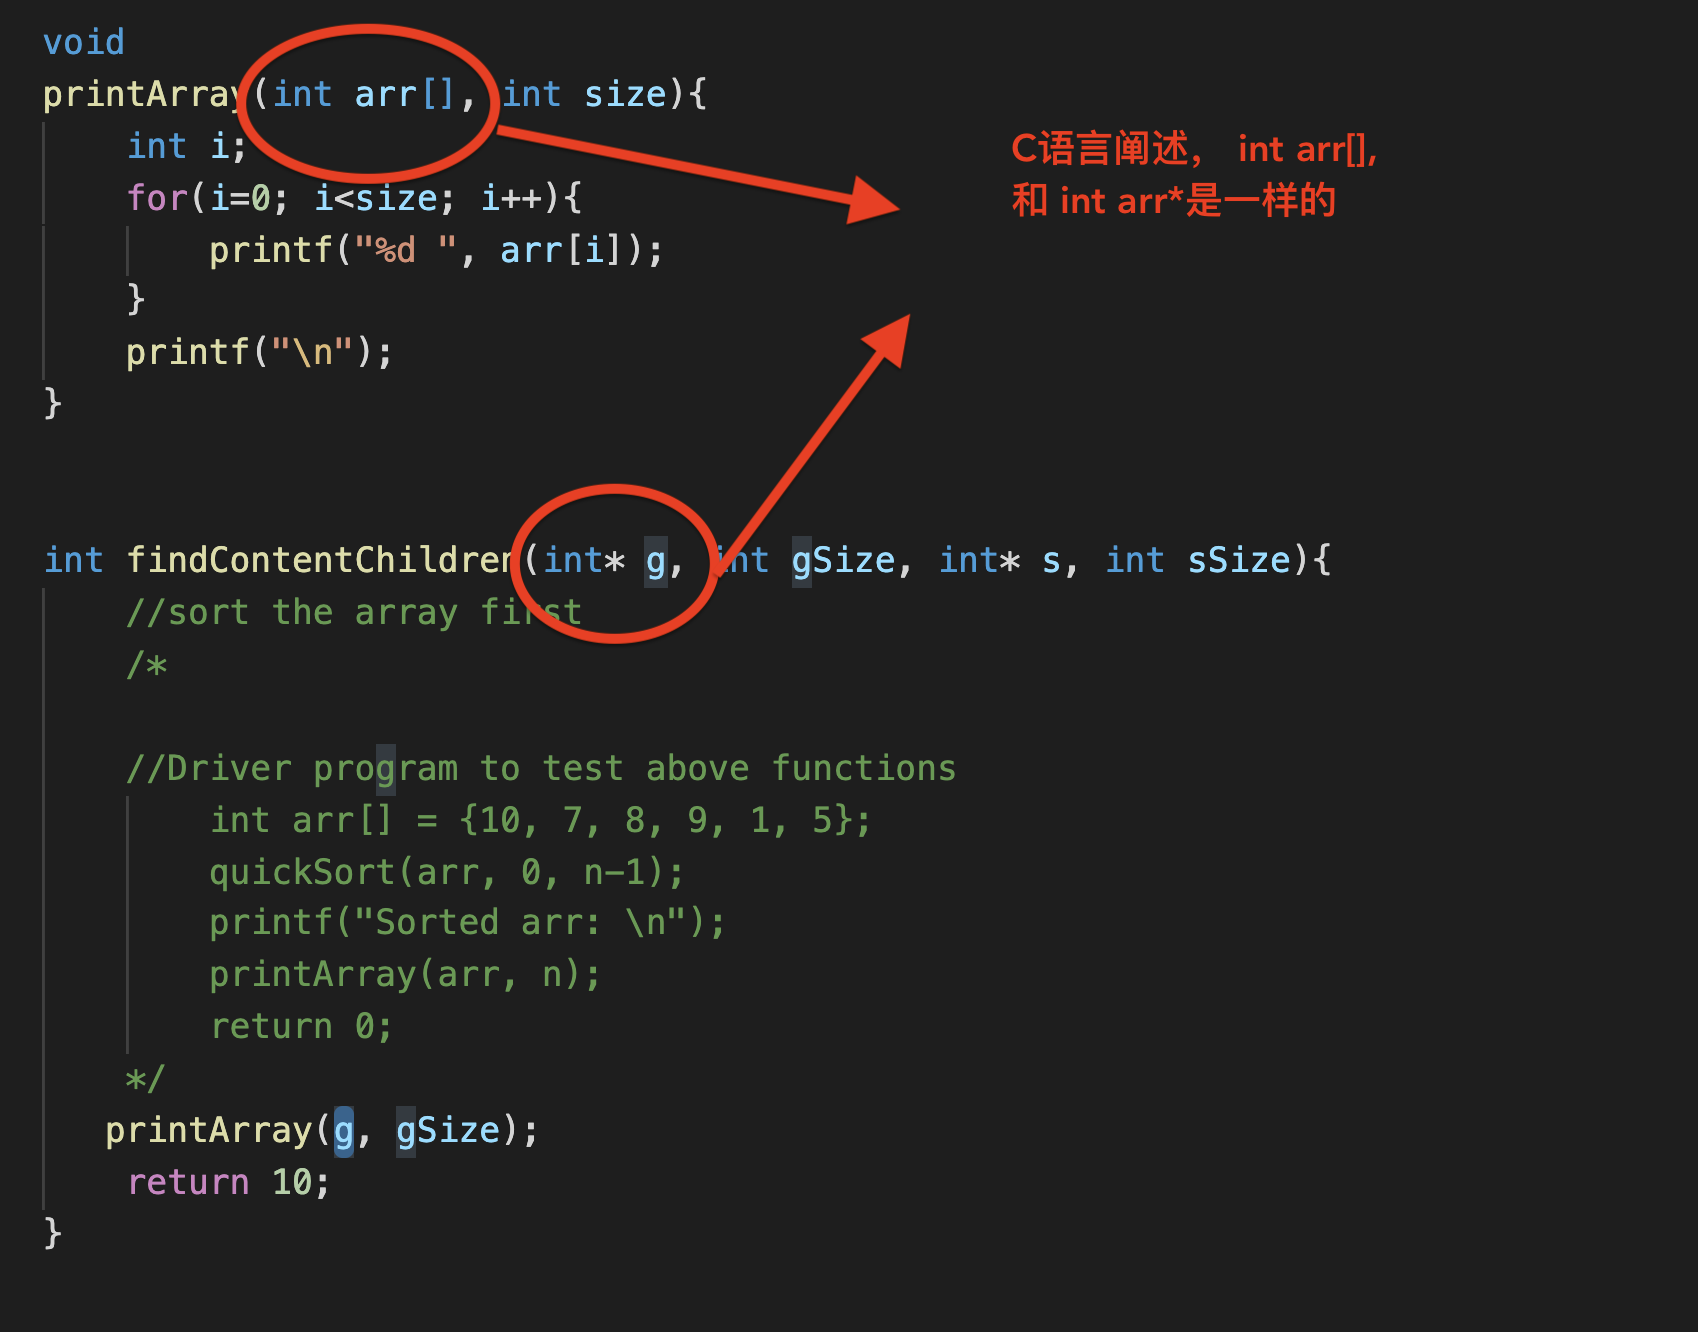 void
printArray(int arr[], int size){
int i;
for(i=0; i<size; i++){
printf("%d ", arr[i]);
}
printf("\n");
}
C语言阐述， int arr[],
和 int arr*是一样的
int findContentChildren(int* g, int gSize, int* s, int sSize){
//sort the array first
/*
//Driver program to test above functions
int arr[] = {10, 7, 8, 9, 1, 5};
quickSort(arr, 0, n-1);
printf("Sorted arr: \n");
printArray(arr, n);
return 0;
*/
printArray(g, gSize);
return 10;
}